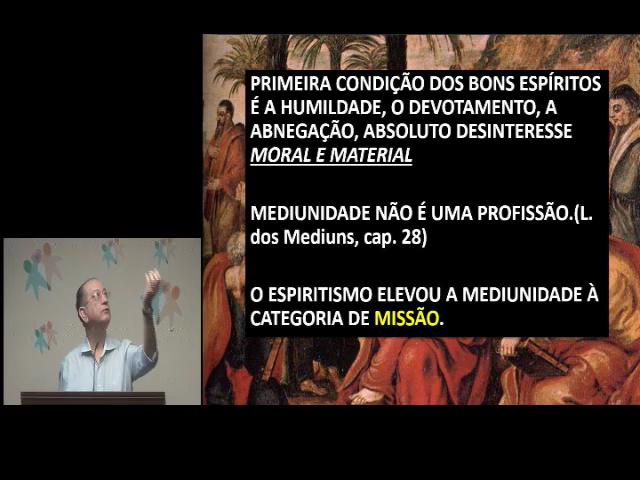 PRIMEIRA CONDIÇÃO DOS BONS ESPÍRITOS
É A HUMILDADE, O DEVOTAMENTO, A
ABNEGAÇÃO, ABSOLUTO DESINTERESSE
MORAL E MATERIAL
MEDIUNIDADE NÃO É UMA PROFISSÃO.(L.
dos Mediuns, cap. 28)
O ESPIRITISMO ELEVOU A MEDIUNIDADE À
CATEGORIA DE MISSÃO.